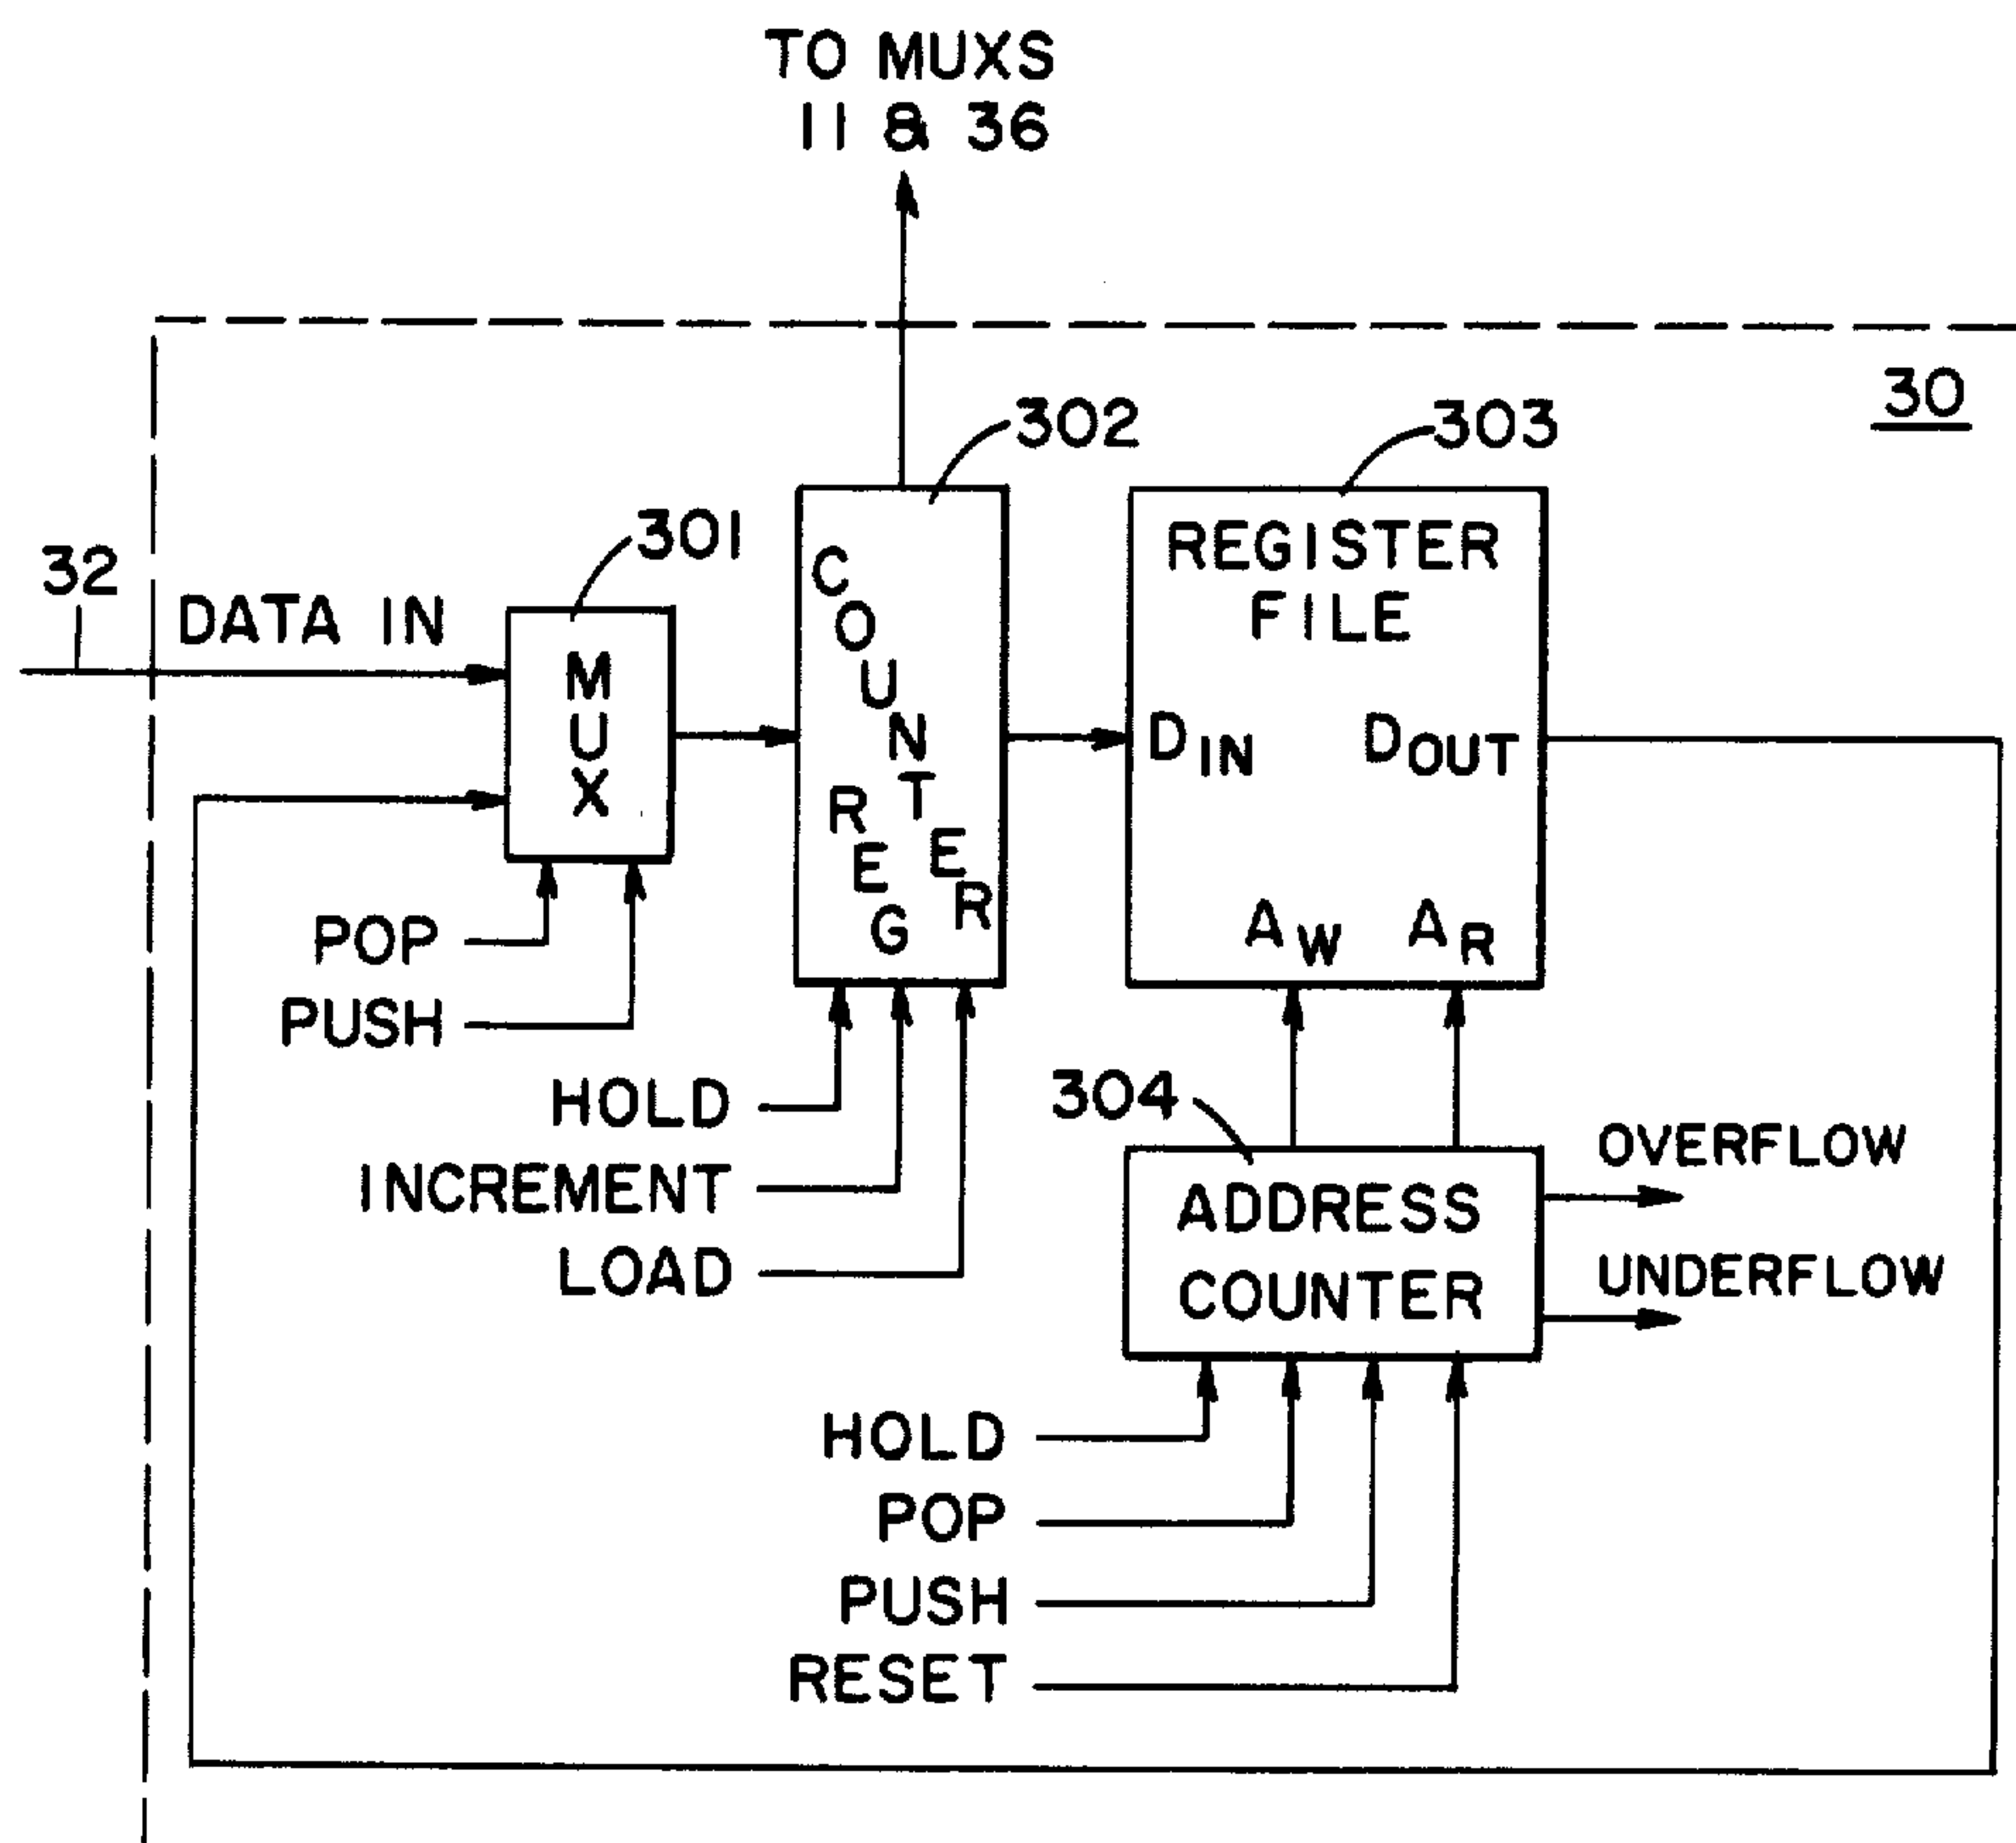 TO MUXS
11 & 36
30
302
303
301
32
DATA IN
MUX
COUNTER
REG
REGISTER
FILE
DIN
DOUT
AW
AR
POP
PUSH
HOLD
INCREMENT
LOAD
304
ADDRESS
COUNTER
OVERFLOW
UNDERFLOW
HOLD
POP
PUSH
RESET